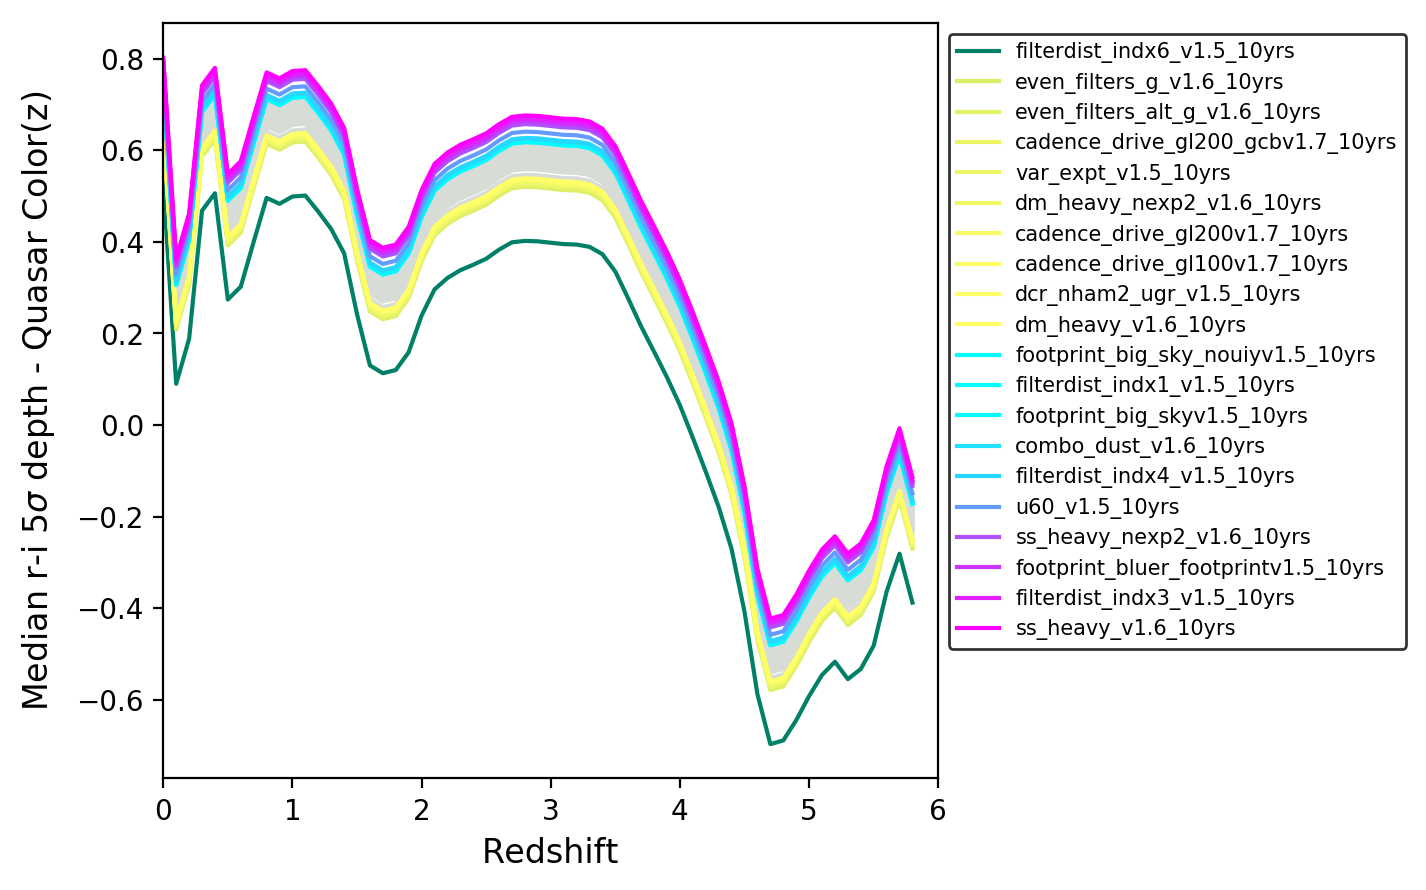 Median r-i 5σ depth - Quasar Color(z)
0.8
0.6
0.4
0.2
0.0
−0.2
−0.4
−0.6
0 1 2 3 4 5 6
Redshift
filterdist_indx6_v1.5_10yrs
even_filters_g_v1.6_10yrs
even_filters_alt_g_v1.6_10yrs
cadence_drive_gl200_gcbv1.7_10yrs
var_expt_v1.5_10yrs
dm_heavy_nexp2_v1.6_10yrs
cadence_drive_gl200v1.7_10yrs
cadence_drive_gl100v1.7_10yrs
dcr_nham2_ugr_v1.5_10yrs
dm_heavy_v1.6_10yrs
footprint_big_sky_nouiyv1.5_10yrs
filterdist_indx1_v1.5_10yrs
footprint_big_skyv1.5_10yrs
combo_dust_v1.6_10yrs
filterdist_indx4_v1.5_10yrs
u60_v1.5_10yrs
ss_heavy_nexp2_v1.6_10yrs
footprint_bluer_footprintv1.5_10yrs
filterdist_indx3_v1.5_10yrs
ss_heavy_v1.6_10yrs